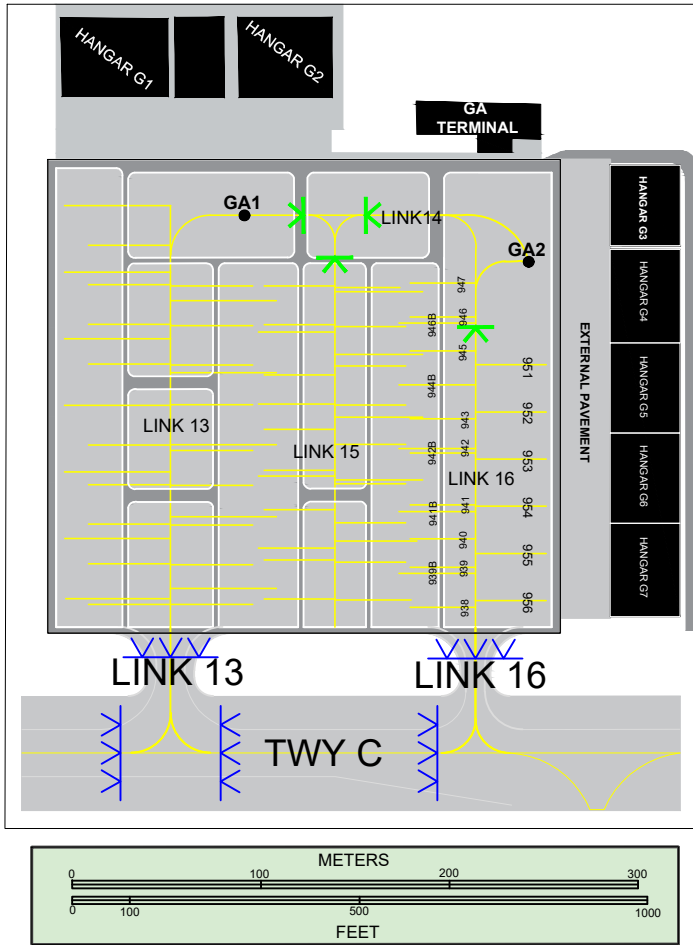 HANGAR G1
HANGAR G2
GA
TERMINAL
GA1
LINK14
GA2
HANGAR G3
HANGAR G4
HANGAR G5
HANGAR G6
HANGAR G7
EXTERNAL PAVEMENT
947
946
946B
945
951
944B
952
943
LINK 13
LINK 15
942B
942
953
LINK 16
941
941B
954
940
955
939B
939
938
956
LINK 13
LINK 16
TWY C
METERS
0 100 200 300
0 100 500 1000
FEET